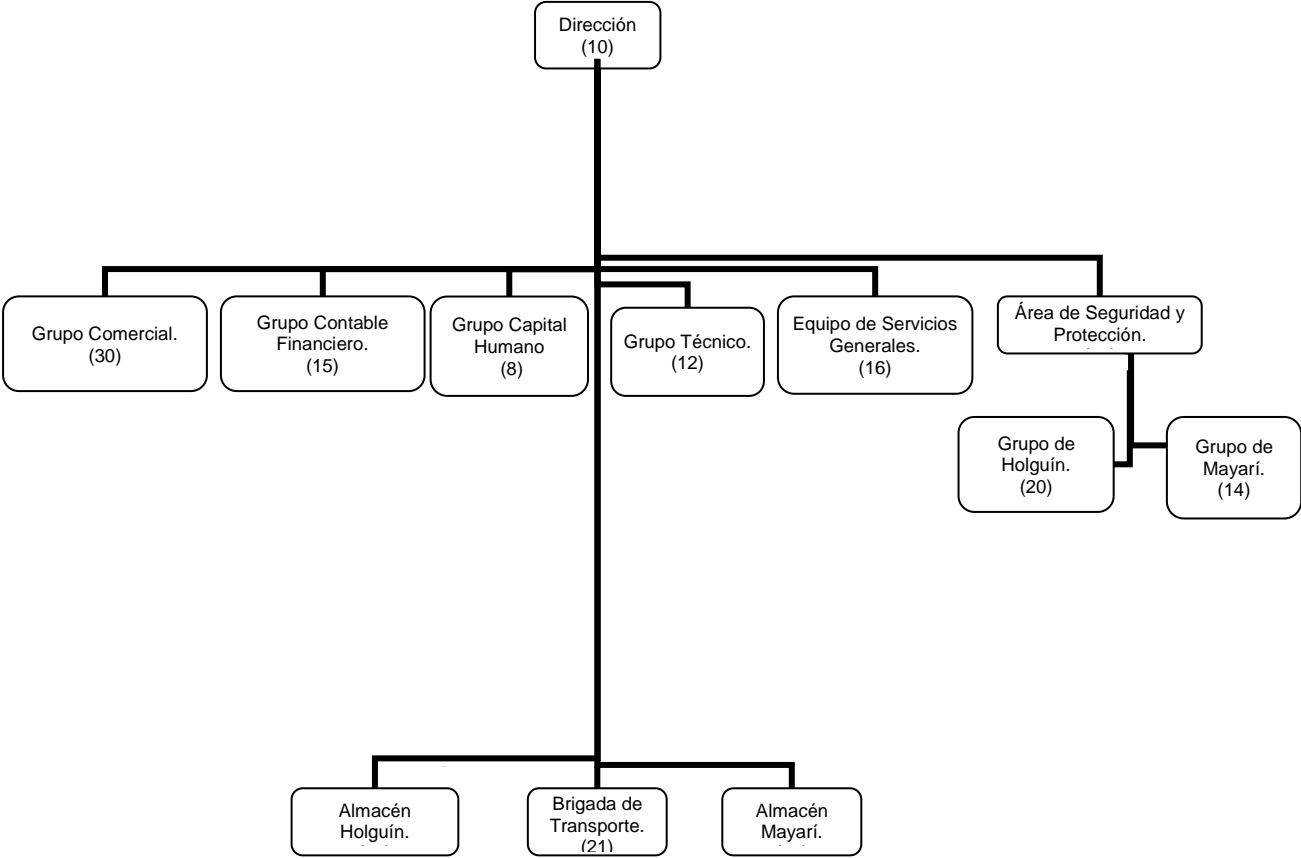 Dirección
(10)
Grupo Comercial.
(30)
Grupo Contable
Financiero.
(15)
Grupo Capital
Humano
(8)
Grupo Técnico.
(12)
Equipo de Servicios
Generales.
(16)
Área de Seguridad y
Protección.
Grupo de
Holguín.
(20)
Grupo de
Mayarí.
(14)
Almacén
Holguín.
Brigada de
Transporte.
(21)
Almacén
Mayarí.